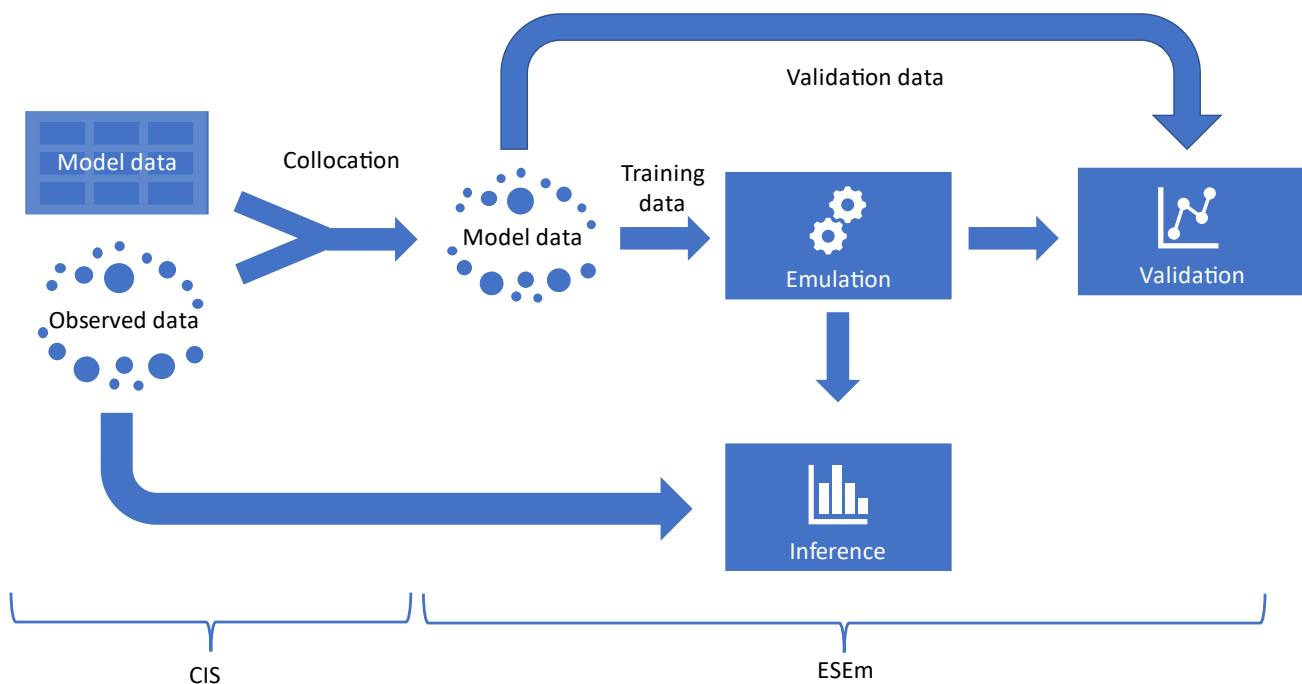 Validation data
Model data
Collocation
Training
data
Model data
Observed data
Emulation
Validation
Inference
CIS
ESEm